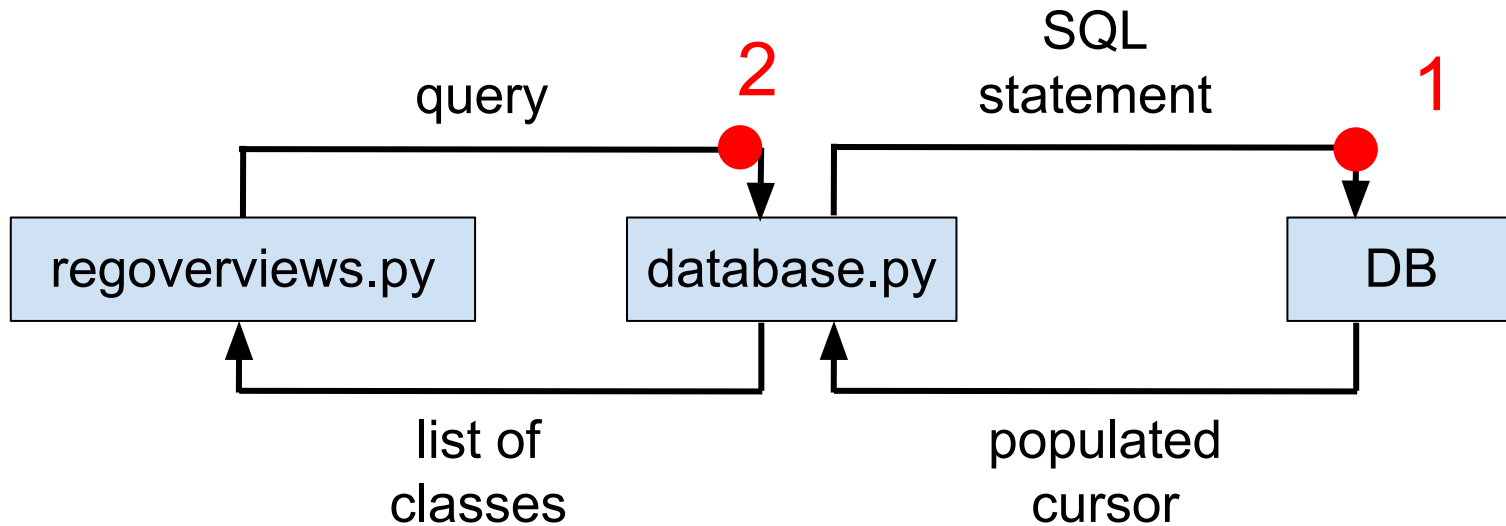 SQL
2
1
query
statement
regoverviews.py
database.py
DB
list of
classes
populated
cursor